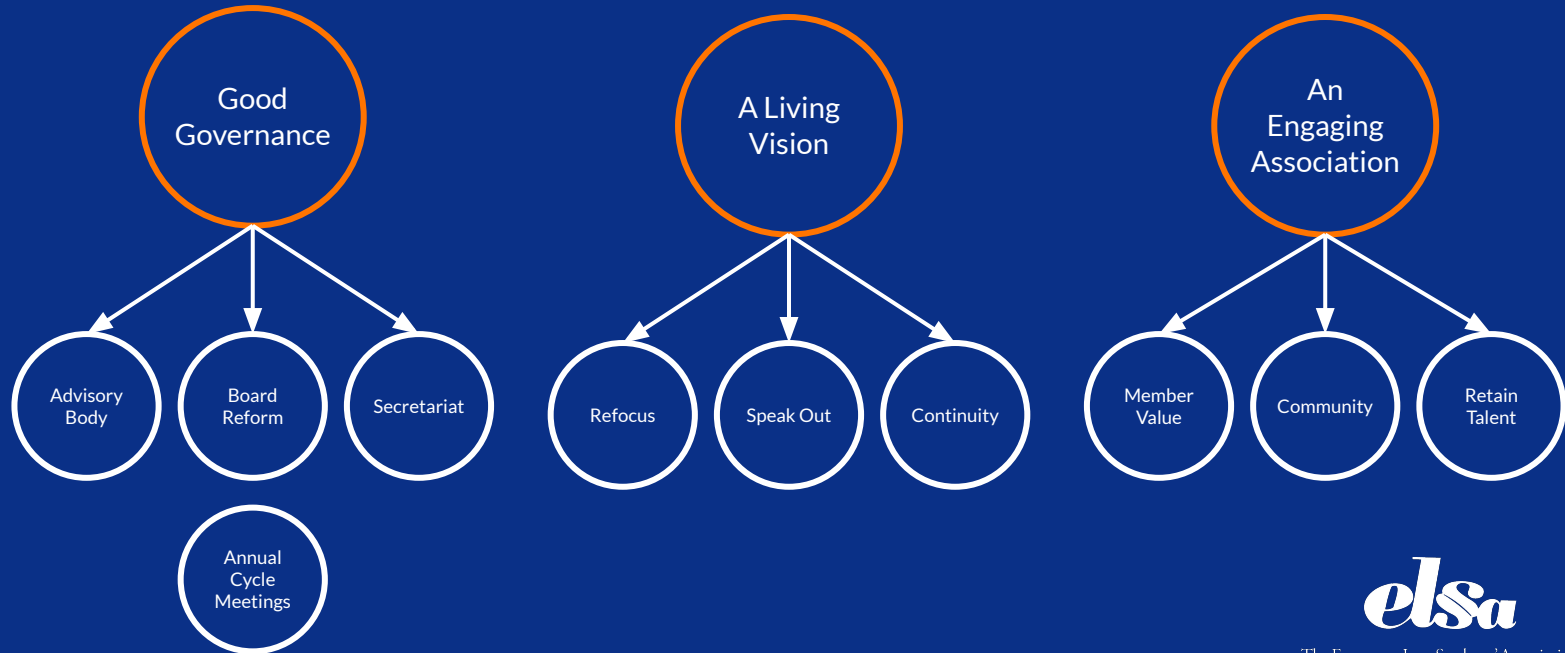 Good
Governance
A Living
Vision
An
Engaging
Association
Advisory
Body
Board
Reform
Secretariat
Refocus
Speak Out
Continuity
Member
Value
Community
Retain
Talent
Annual
Cycle
Meetings
elsa